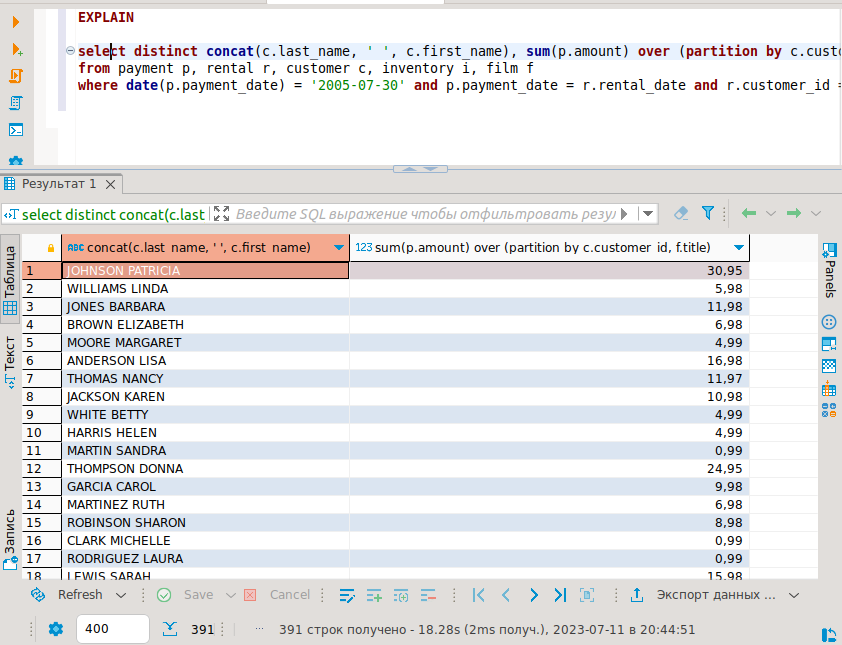 EXPLAIN
select distinct concat(c.last_name, ' ', c.first_name), sum(p.amount) over (partition by c.custo
from payment p, rental r, customer c, inventory i, film f
where date(p.payment_date) = '2005-07-30' and p.payment_date = r.rental_date and r.customer_id =
Результат 1
select distinct concat(c.last
Введите SQL выражение чтобы отфильтровать резул
ABC concat(c.last_name, ' ', c.first_name)
123 sum(p.amount) over (partition by c.customer_id, f.title)
1 JOHNSON PATRICIA 30,95
2 WILLIAMS LINDA 5,98
3 JONES BARBARA 11,98
4 BROWN ELIZABETH 6,98
5 MOORE MARGARET 4,99
6 ANDERSON LISA 16,98
7 THOMAS NANCY 11,97
8 JACKSON KAREN 10,98
9 WHITE BETTY 4,99
10 HARRIS HELEN 4,99
11 MARTIN SANDRA 0,99
12 THOMPSON DONNA 24,95
13 GARCIA CAROL 9,98
14 MARTINEZ RUTH 6,98
15 ROBINSON SHARON 8,98
16 CLARK MICHELLE 0,99
17 RODRIGUEZ LAURA 0,99
18 LEWIS SARAH 15,98
Таблица
Текст
Запись
Panels
Refresh
Save
Cancel
Экспорт данных ...
400
391
... 391 строк получено - 18.28s (2ms получ.), 2023-07-11 в 20:44:51